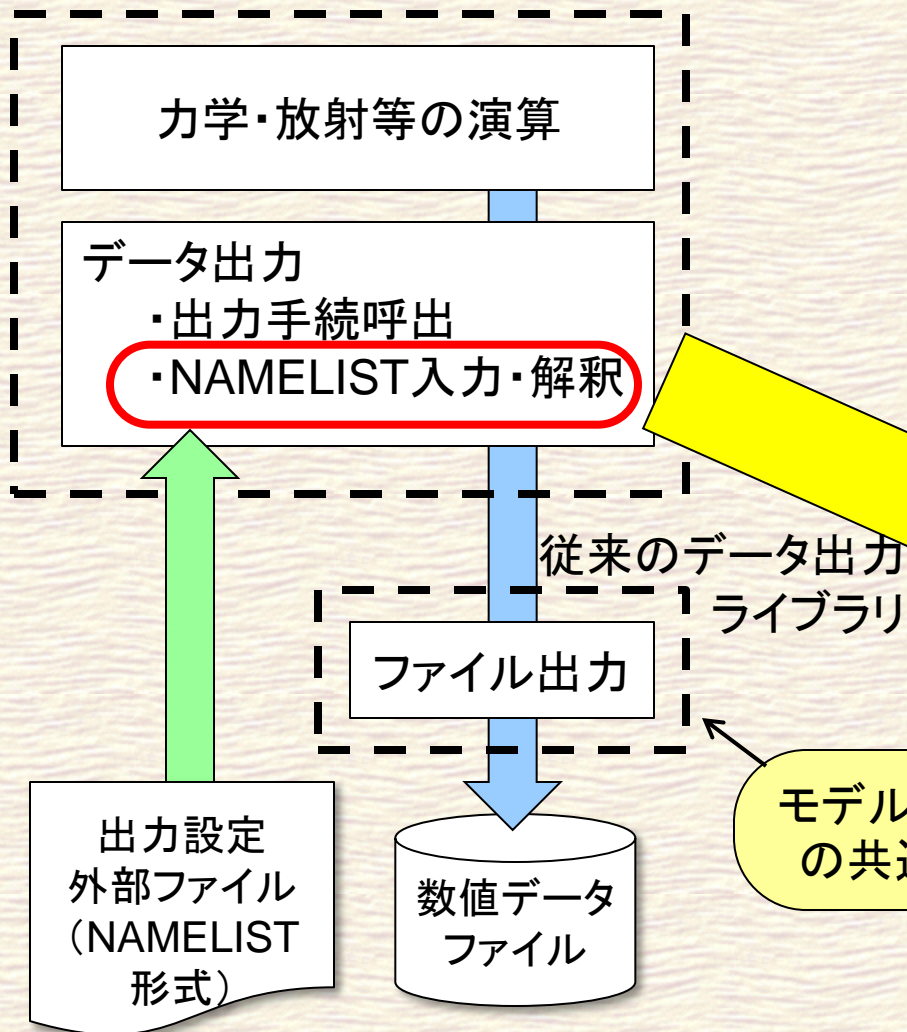 力学・放射等の演算
データ出力
・出力手続呼出
・NAMELIST入力・解釈
従来のデータ出力
ライブラリ
ファイル出力
モデル
の共
出力設定
外部ファイル
（NAMELIST
形式）
数値データ
ファイル